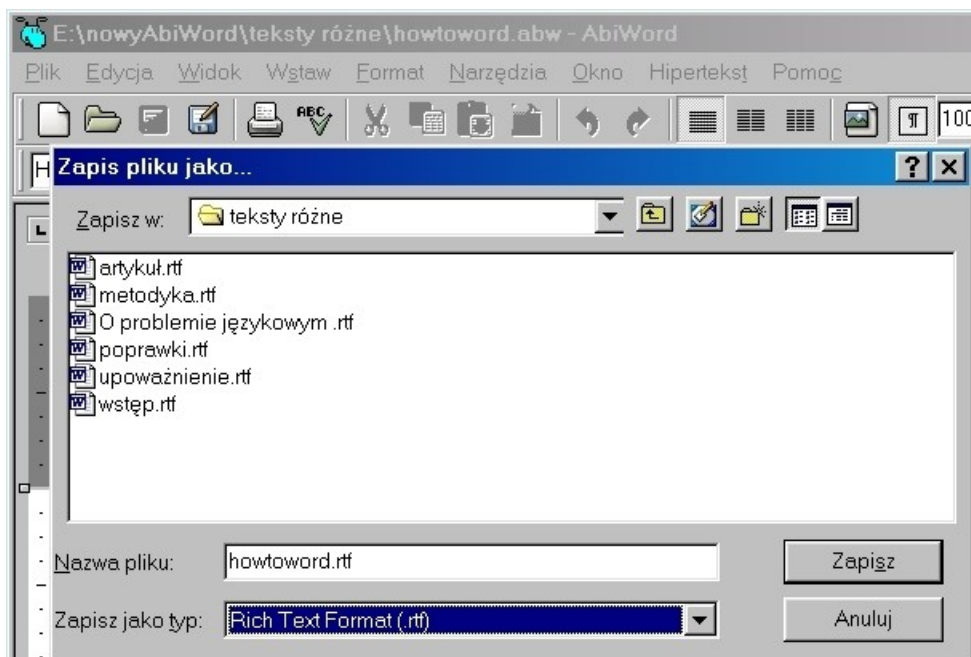 E:\nowyAbiWord\teksty różne\howtoword.abw - AbiWord
Plik Edycja Widok Wstaw Format Narzędzia Okno Hipertekst Pomoc
ABC ¶ 100
H
Zapis pliku jako...
Zapisz w: teksty różne
artykuł.rtf
metodyka.rtf
O problemie językowym .rtf
poprawki.rtf
upoważnienie.rtf
wstęp.rtf
Nazwa pliku: howtoword.rtf Zapisz
Zapisz jako typ: Rich Text Format (.rtf) Anuluj